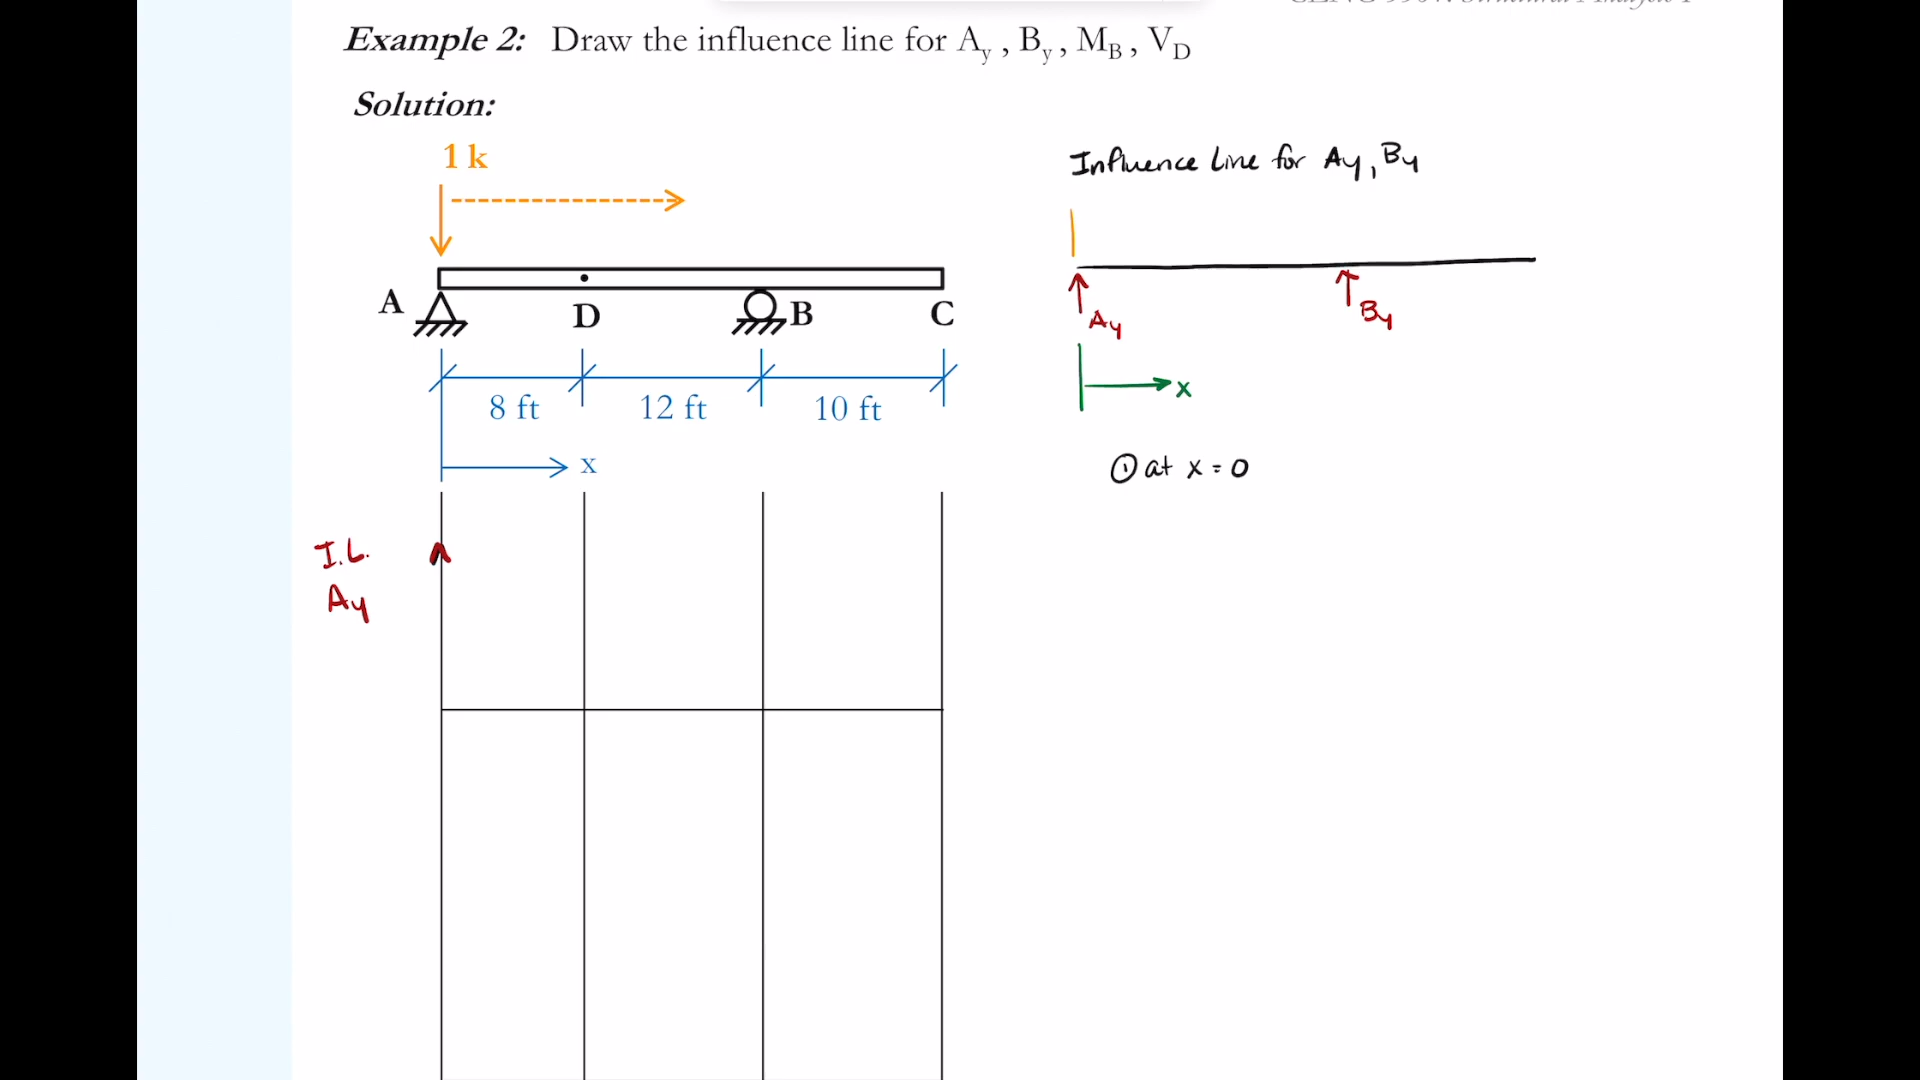 Example 2: Draw the influence line for Ay , By , MB , VD
Solution:
1 k
Influence Line for Ay, By
A
D
B
C
Ay
By
8 ft
12 ft
10 ft
x
x
① at x = 0
I.L.
Ay